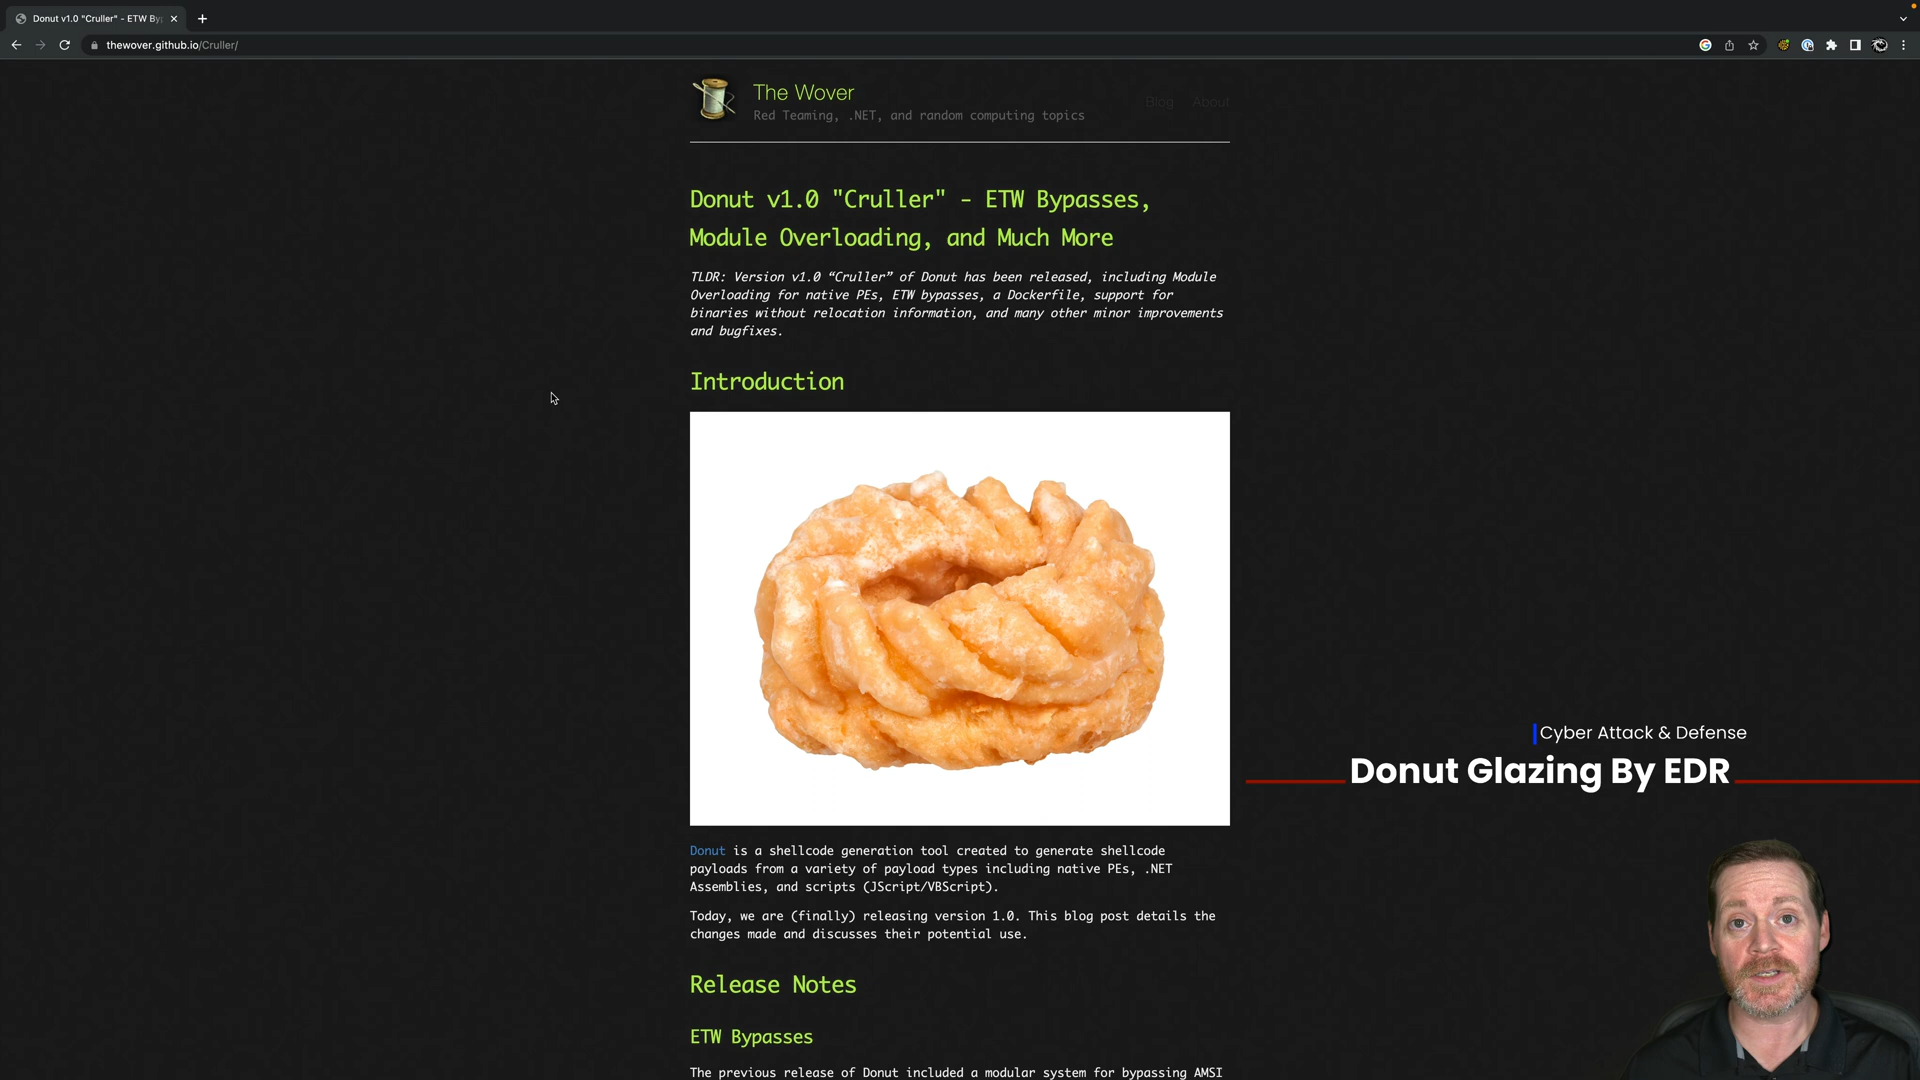 Donut v1.0 "Cruller" - ETW By
thewover.github.io/Cruller/
The Wover
Red Teaming, .NET, and random computing topics
Blog About
Donut v1.0 "Cruller" - ETW Bypasses,
Module Overloading, and Much More
TLDR: Version v1.0 “Cruller” of Donut has been released, including Module
Overloading for native PEs, ETW bypasses, a Dockerfile, support for
binaries without relocation information, and many other minor improvements
and bugfixes.
Introduction
Cyber Attack & Defense
Donut Glazing By EDR
Donut is a shellcode generation tool created to generate shellcode
payloads from a variety of payload types including native PEs, .NET
Assemblies, and scripts (JScript/VBScript).
Today, we are (finally) releasing version 1.0. This blog post details the
changes made and discusses their potential use.
Release Notes
ETW Bypasses
The previous release of Donut included a modular system for bypassing AMSI